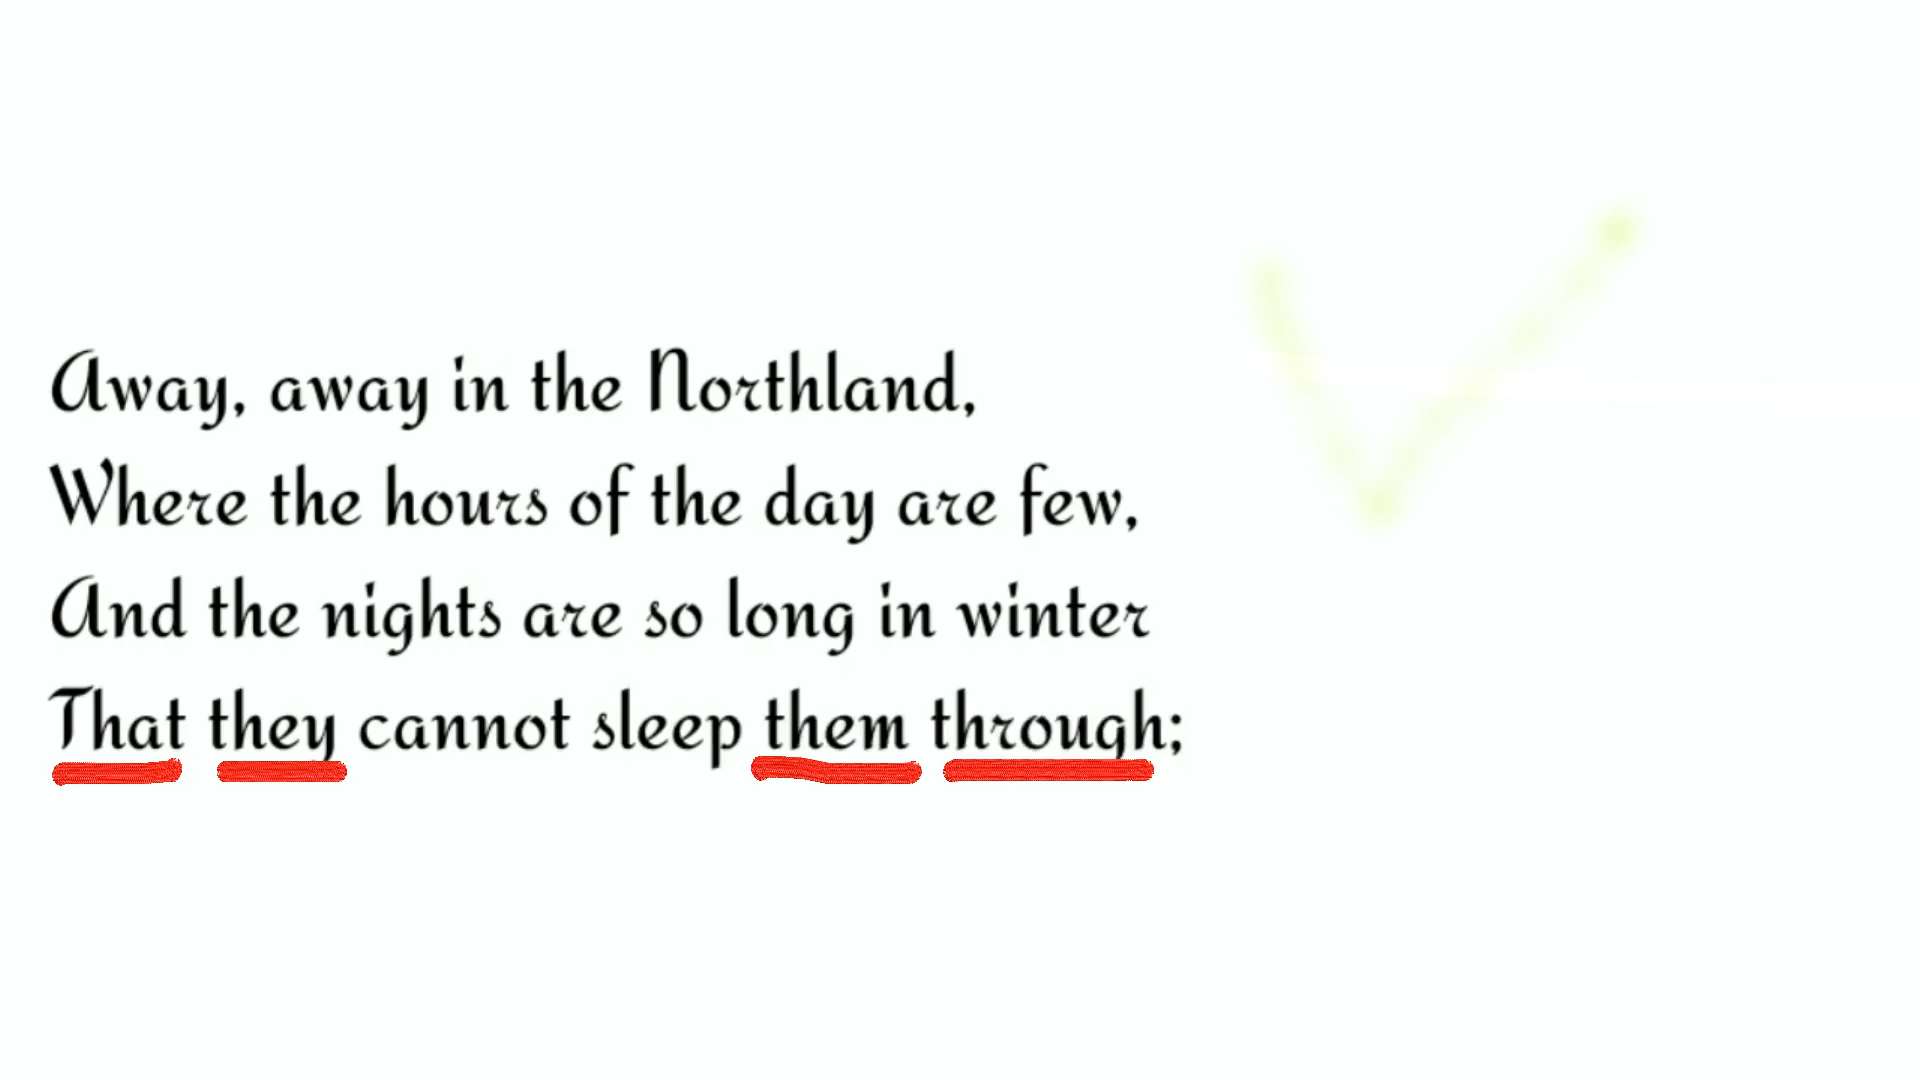 Away, away in the Northland,
Where the hours of the day are few,
And the nights are so long in winter
That they cannot sleep them through;